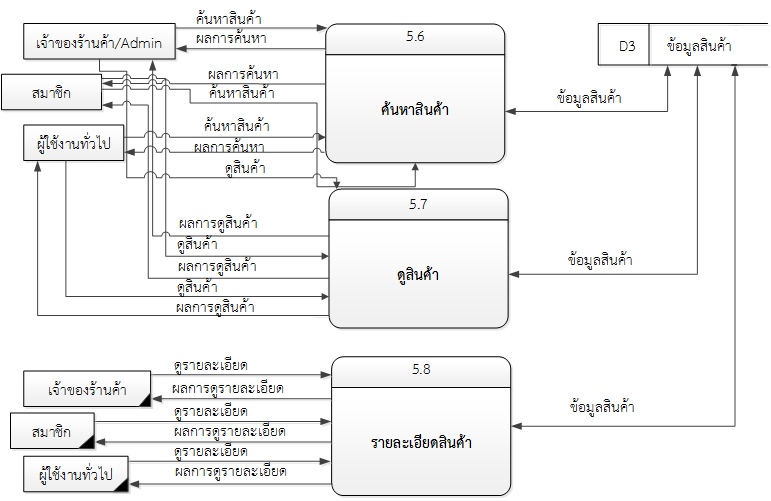 ค้นหาสินค้า
เจ้าของร้านค้า/Admin
ผลการค้นหา
5.6
D3
ข้อมูลสินค้า
ผลการค้นหา
สมาชิก
ค้นหาสินค้า
ค้นหาสินค้า
ข้อมูลสินค้า
ค้นหาสินค้า
ผู้ใช้งานทั่วไป
ผลการค้นหา
ดูสินค้า
5.7
ผลการดูสินค้า
ดูสินค้า
ผลการดูสินค้า
ดูสินค้า
ข้อมูลสินค้า
ดูสินค้า
ผลการดูสินค้า
5.8
ดูรายละเอียด
เจ้าของร้านค้า
ผลการดูรายละเอียด
ดูรายละเอียด
ข้อมูลสินค้า
สมาชิก
ผลการดูรายละเอียด
รายละเอียดสินค้า
ดูรายละเอียด
ผู้ใช้งานทั่วไป
ผลการดูรายละเอียด